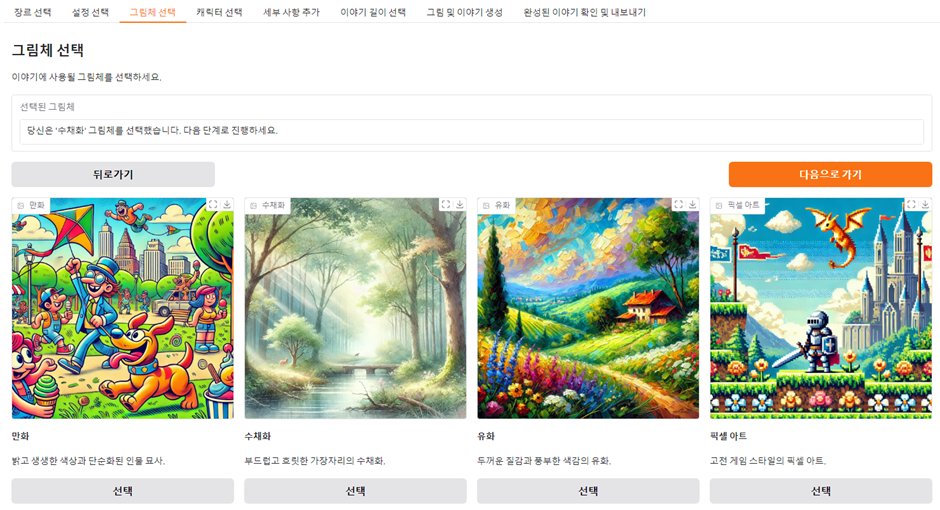 장르 선택 설정 선택 그림체 선택 캐릭터 선택 세부 사항 추가 이야기 길이 선택 그림 및 이야기 생성 완성된 이야기 확인 및 내보내기
그림체 선택
이야기에 사용될 그림체를 선택하세요.
선택된 그림체
당신은 '수채화' 그림체를 선택했습니다. 다음 단계로 진행하세요.
뒤로가기 다음으로 가기
만화 수채화 유화 픽셀 아트
만화 수채화 유화 픽셀 아트
밝고 생생한 색상과 단순화된 인물 묘사. 부드럽고 흐릿한 가장자리의 수채화. 두꺼운 질감과 풍부한 색감의 유화. 고전 게임 스타일의 픽셀 아트.
선택 선택 선택 선택